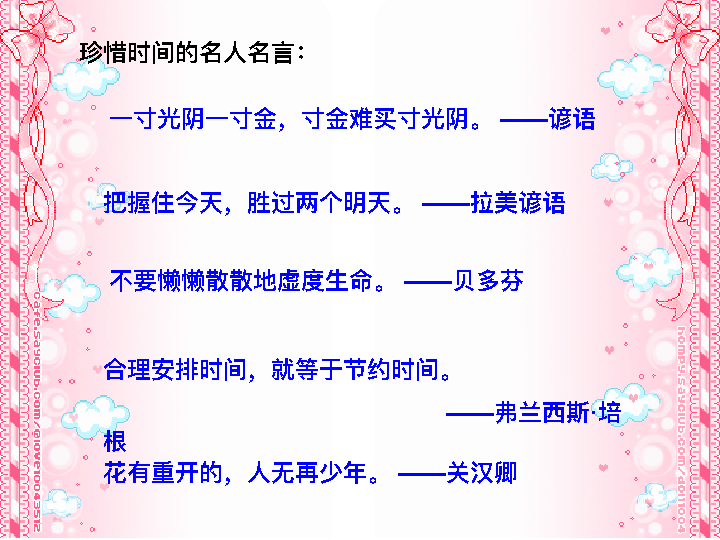 珍惜时间的名人名言：
一寸光阴一寸金，寸金难买寸光阴。——谚语
把握住今天，胜过两个明天。——拉美谚语
不要懒懒散散地虚度生命。——贝多芬
合理安排时间，就等于节约时间。
——弗兰西斯·培
根
花有重开的，人无再少年。——关汉卿